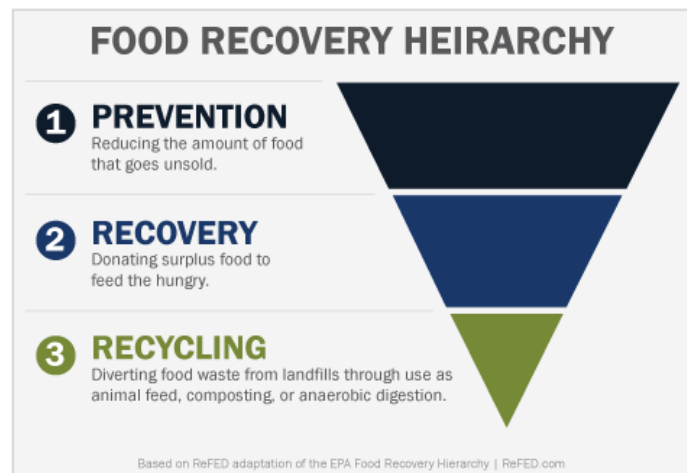 FOOD RECOVERY HEIRARCHY
1 PREVENTION
Reducing the amount of food
that goes unsold.
2 RECOVERY
Donating surplus food to
feed the hungry.
3 RECYCLING
Diverting food waste from landfills through use as
animal feed, composting, or anaerobic digestion.
Based on ReFED adaptation of the EPA Food Recovery Hierarchy | ReFED.com